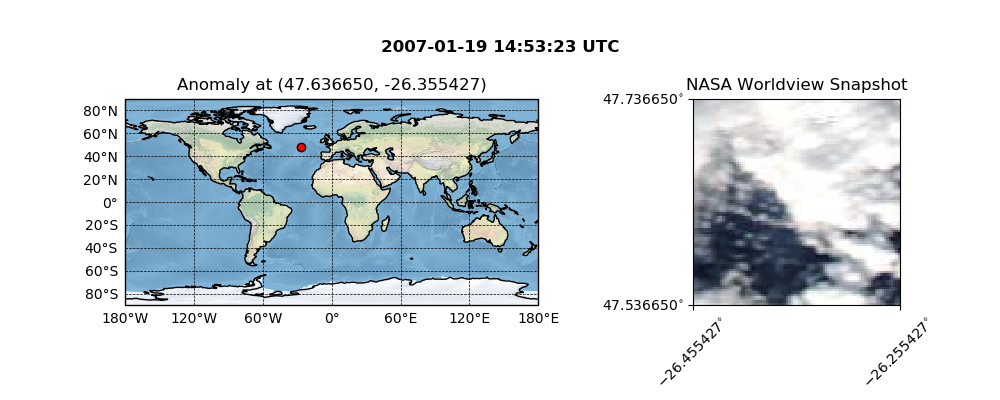 2007-01-19 14:53:23 UTC
Anomaly at (47.636650, -26.355427)
80°N
60°N
40°N
20°N
0°
20°S
40°S
60°S
80°S
180°W 120°W 60°W 0° 60°E 120°E 180°E
NASA Worldview Snapshot
47.736650°
47.536650°
−26.455427°
−26.255427°